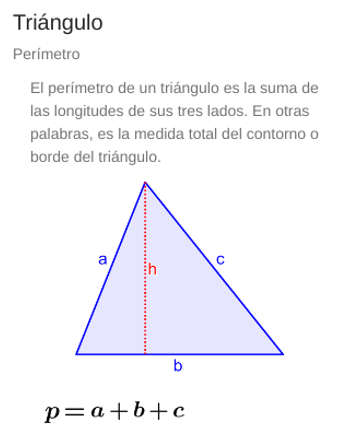 Triángulo
Perímetro
El perímetro de un triángulo es la suma de
las longitudes de sus tres lados. En otras
palabras, es la medida total del contorno o
borde del triángulo.
a
h
c
b
p = a + b + c